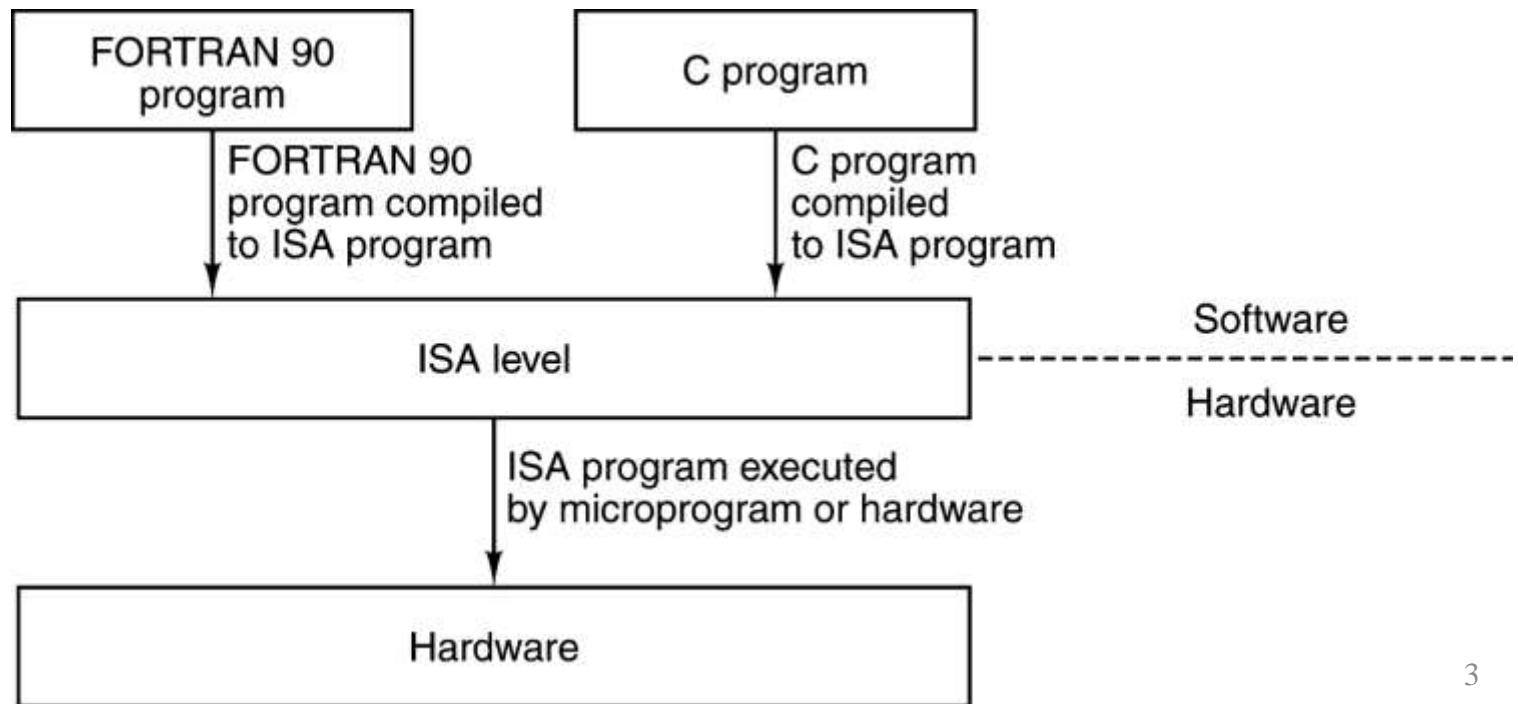 FORTRAN 90
program
C program
FORTRAN 90
program compiled
to ISA program
C program
compiled
to ISA program
ISA level
Software
Hardware
ISA program executed
by microprogram or hardware
Hardware
3